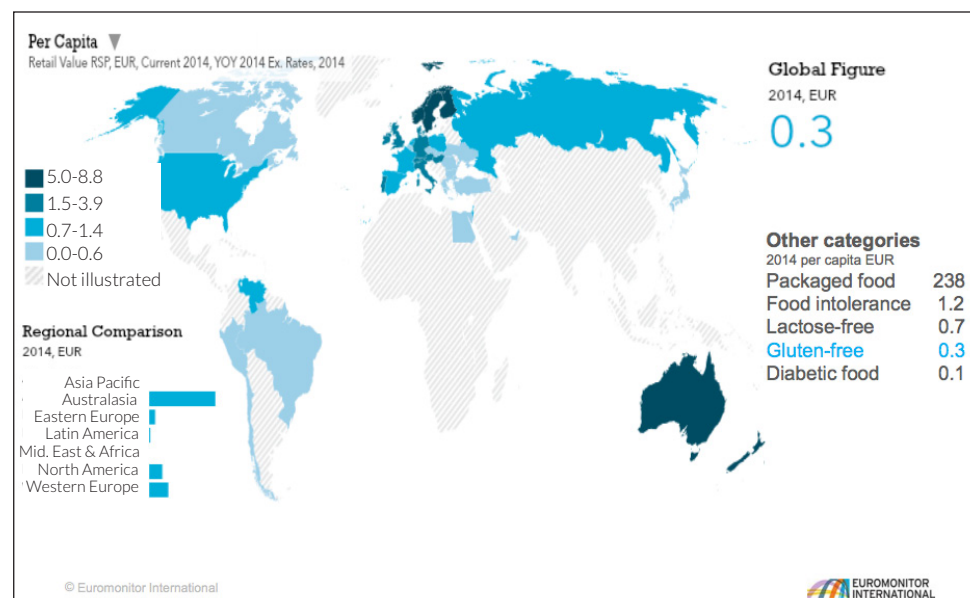 Per Capita
Retail Value RSP, EUR, Current 2014, YOY 2014 Ex. Rates, 2014
5.0-8.8
1.5-3.9
0.7-1.4
0.0-0.6
Not illustrated
Regional Comparison
2014, EUR
Asia Pacific
Australasia
Eastern Europe
Latin America
Mid. East & Africa
North America
Western Europe
Global Figure
2014, EUR
0.3
Other categories
2014 per capita EUR
Packaged food 238
Food intolerance 1.2
Lactose-free 0.7
Gluten-free 0.3
Diabetic food 0.1
© Euromonitor International
EUROMONITOR
INTERNATIONAL